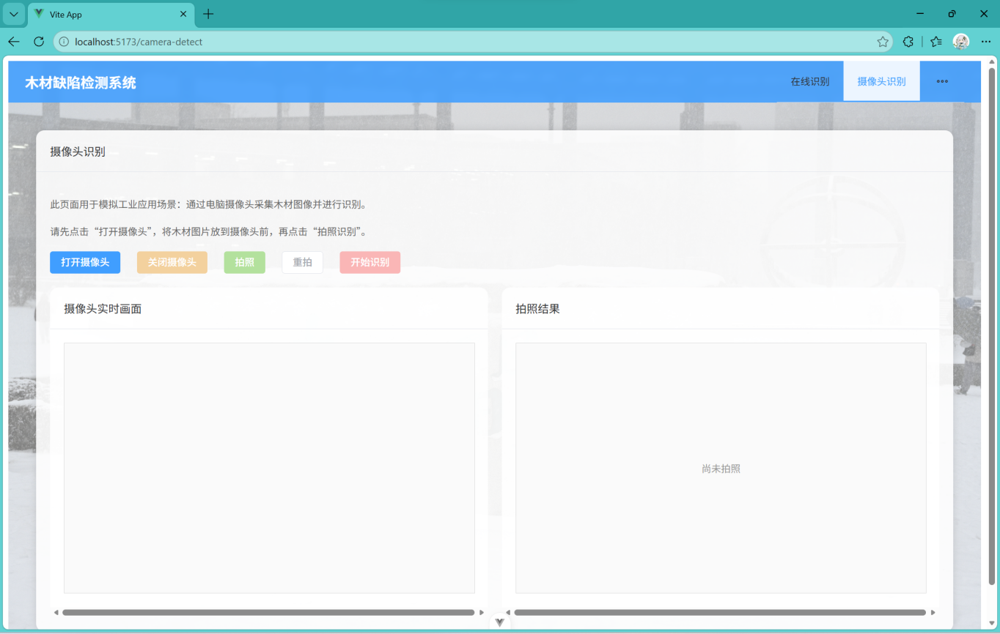 Vite App
localhost:5173/camera-detect
木材缺陷检测系统
在线识别
摄像头识别
摄像头识别
此页面用于模拟工业应用场景：通过电脑摄像头采集木材图像并进行识别。
请先点击“打开摄像头”，将木材图片放到摄像头前，再点击“拍照识别”。
打开摄像头
关闭摄像头
拍照
重拍
开始识别
摄像头实时画面
拍照结果
尚未拍照